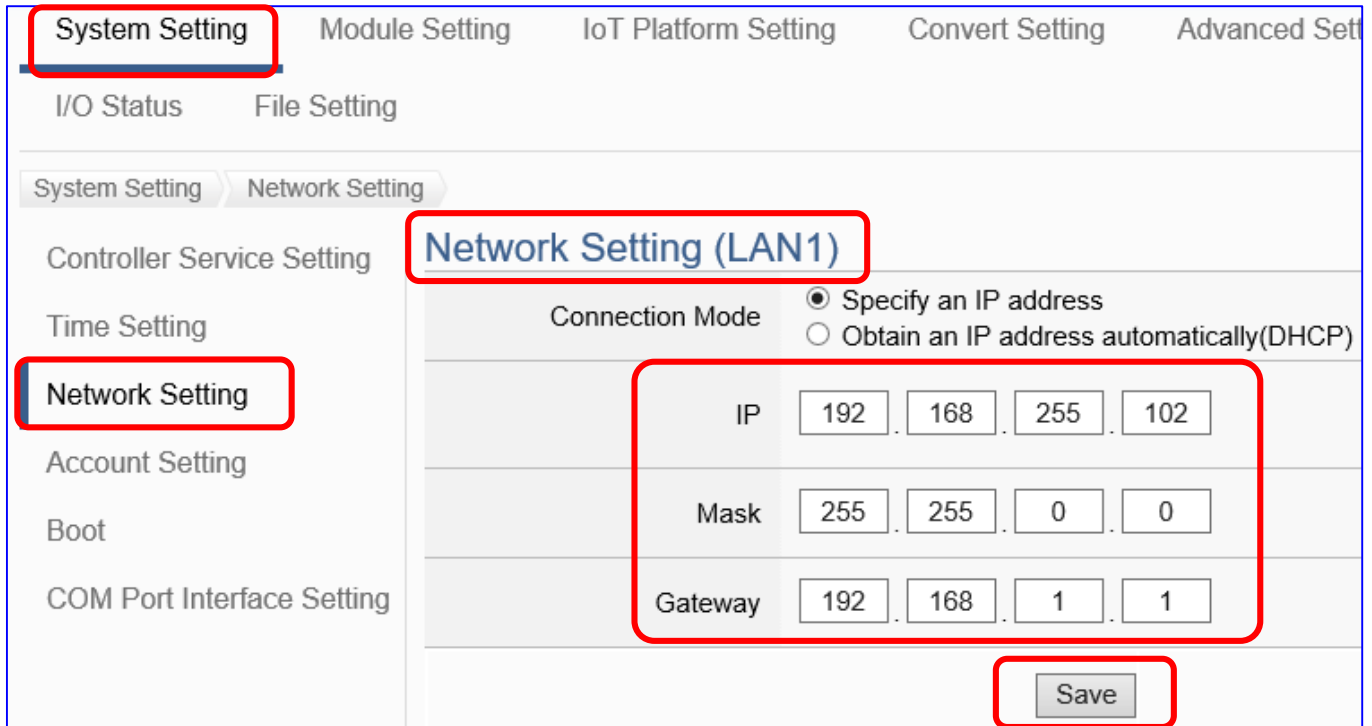 System Setting Module Setting IoT Platform Setting Convert Setting Advanced
I/O Status File Setting
System Setting Network Setting
Controller Service Setting
Time Setting
Network Setting
Account Setting
Boot
COM Port Interface Setting
Network Setting (LAN1)
Connection Mode
Specify an IP address
Obtain an IP address automatically(DHCP)
IP 192 . 168 . 255 . 102
Mask 255 . 255 . 0 . 0
Gateway 192 . 168 . 1 . 1
Save